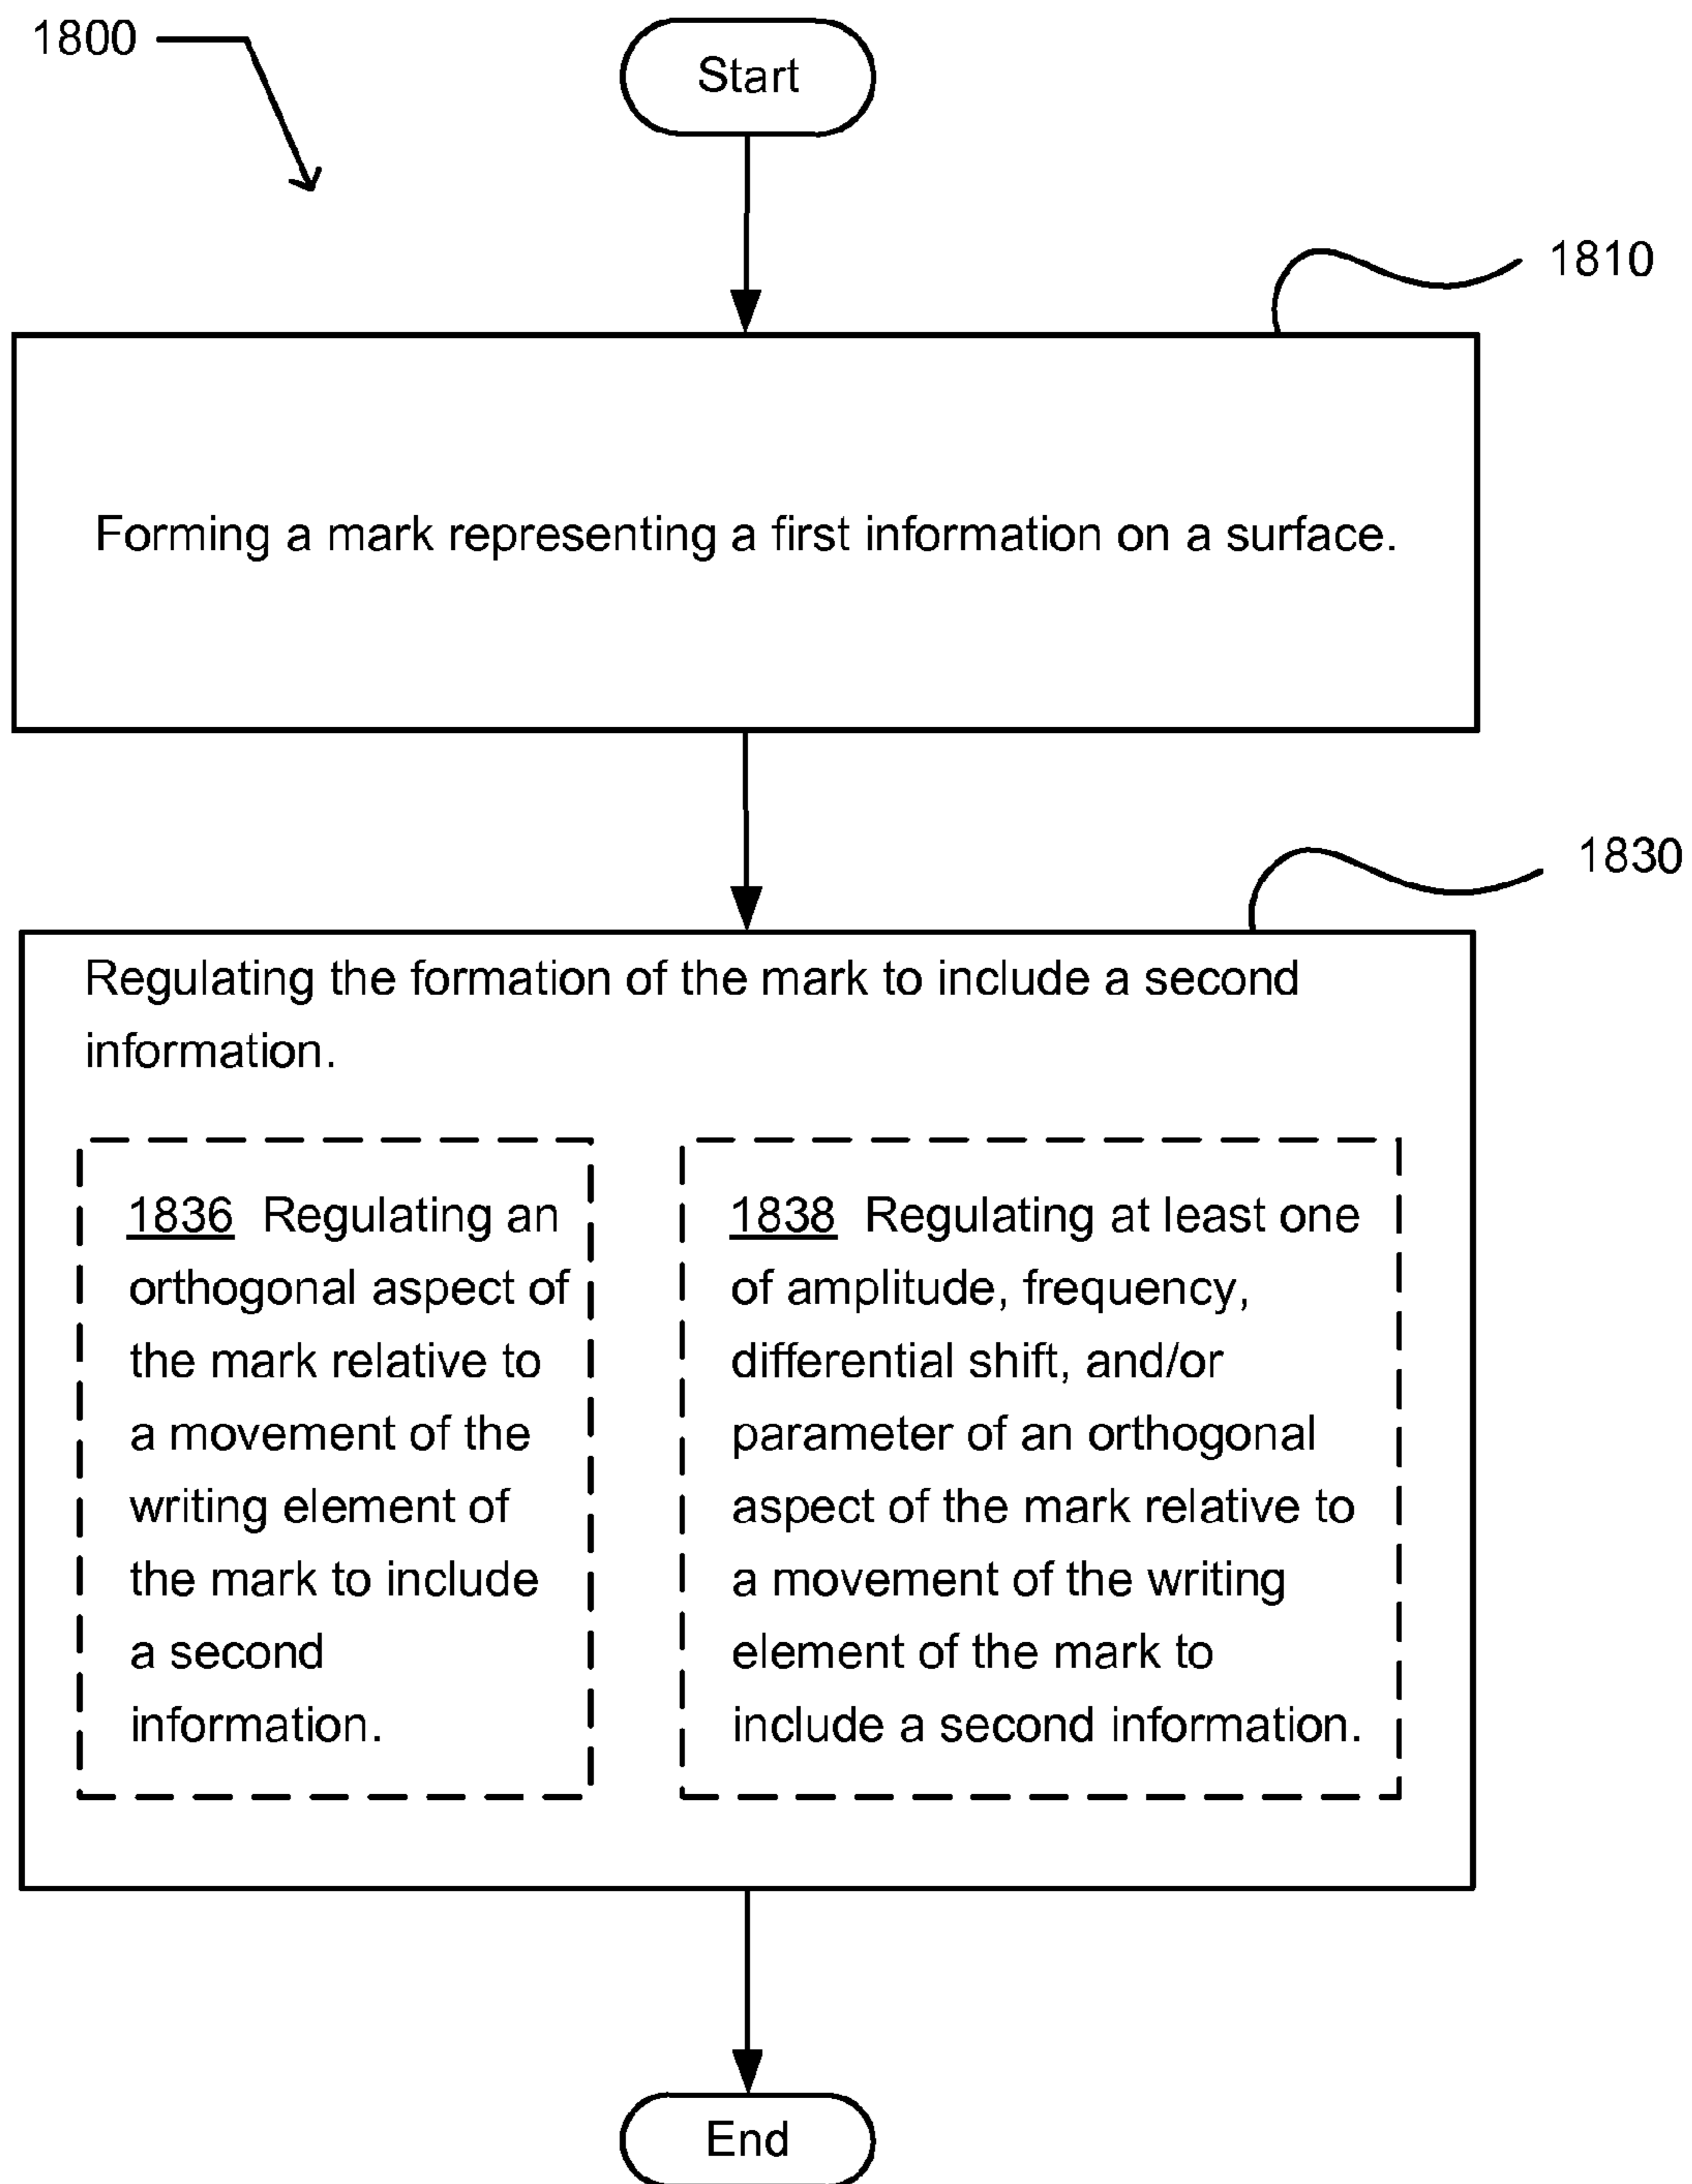 1800
Start
1810
Forming a mark representing a first information on a surface.
1830
Regulating the formation of the mark to include a second
information.
1836 Regulating an
orthogonal aspect of
the mark relative to
a movement of the
writing element of
the mark to include
a second
information.
1838 Regulating at least one
of amplitude, frequency,
differential shift, and/or
parameter of an orthogonal
aspect of the mark relative to
a movement of the writing
element of the mark to
include a second information.
End